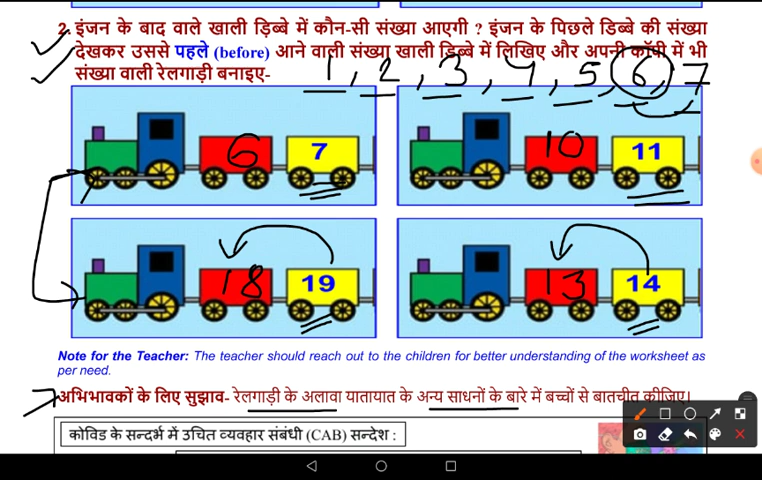 2. इंजन के बाद वाले खाली ड़िब्बे में कौन-सी संख्या आएगी ? इंजन के पिछले डिब्बे की संख्या
देखकर उससे पहले (before) आने वाली संख्या खाली डिब्बे में लिखिए और अपनी कॉपी में भी
संख्या वाली रेलगाड़ी बनाइए-
1, 2, 3, 4, 5, 6, 7
6 7
10 11
18 19
13 14
Note for the Teacher: The teacher should reach out to the children for better understanding of the worksheet as
per need.
अभिभावकों के लिए सुझाव- रेलगाड़ी के अलावा यातायात के अन्य साधनों के बारे में बच्चों से बातचीत कीजिए।
कोविड के सन्दर्भ में उचित व्यवहार संबंधी (CAB) सन्देश :